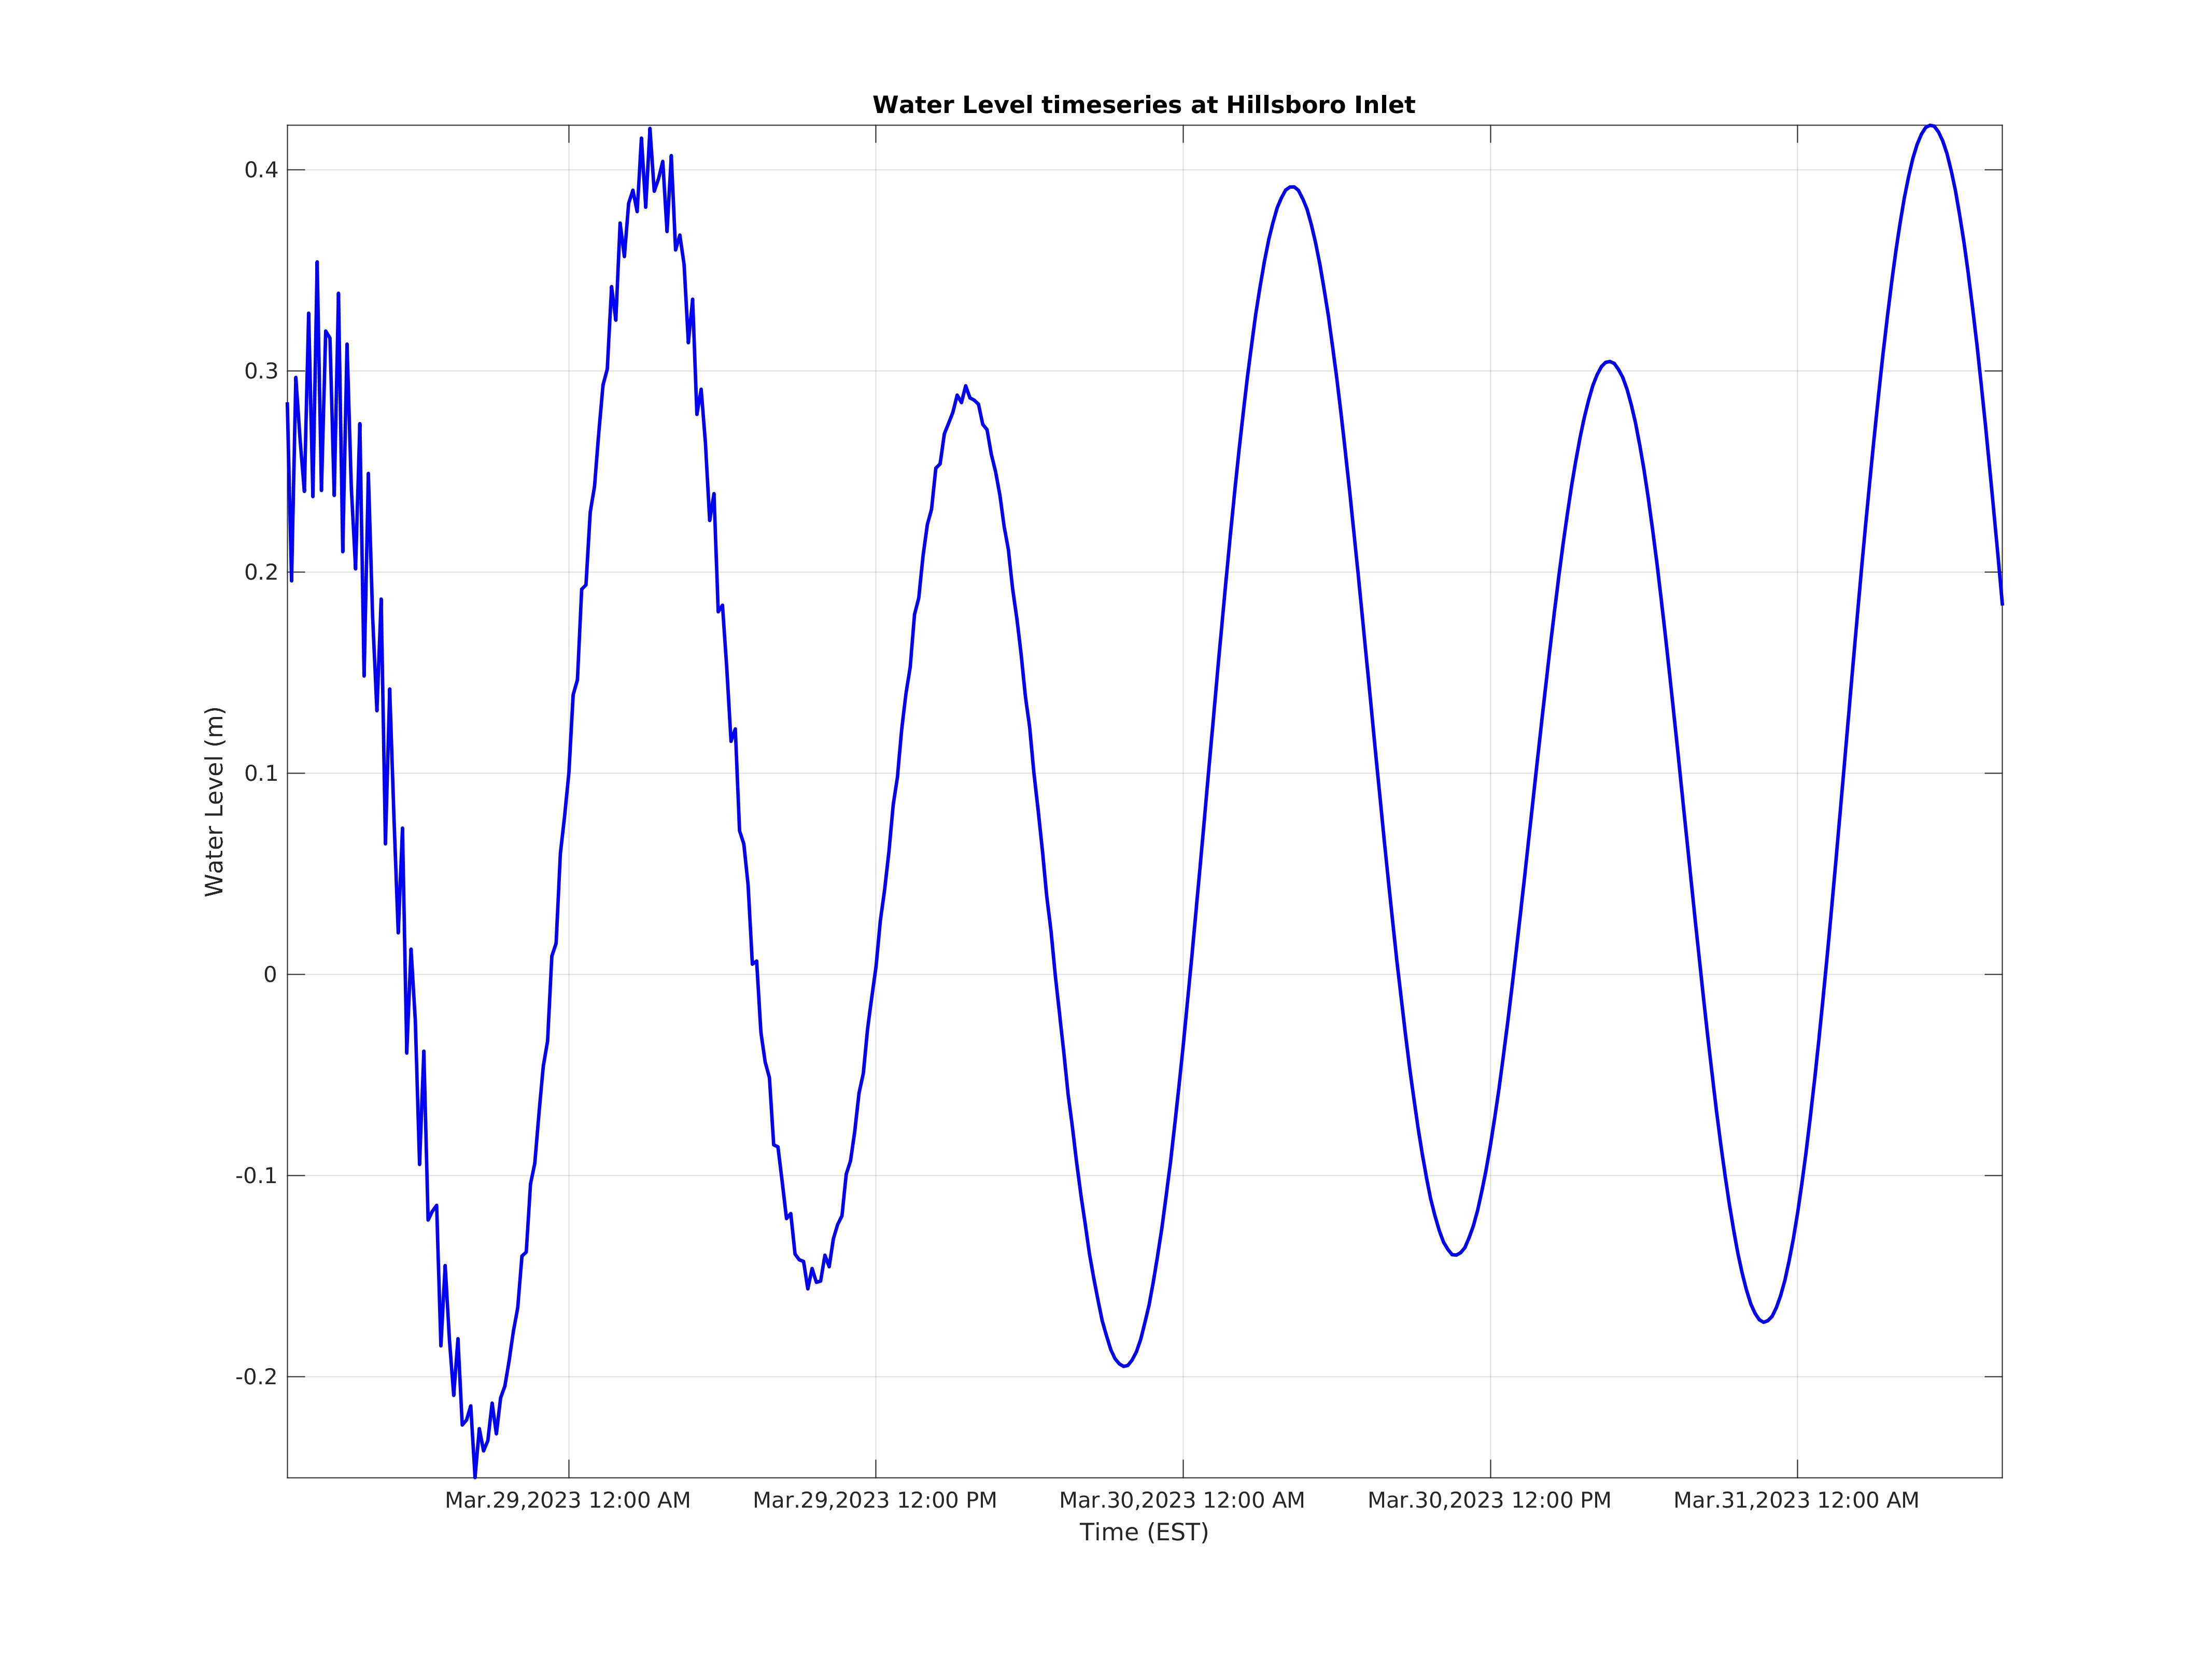 Water Level timeseries at Hillsboro Inlet
0.4
0.3
0.2
0.1
0
-0.1
-0.2
Water Level (m)
Mar.29,2023 12:00 AM
Mar.29,2023 12:00 PM
Mar.30,2023 12:00 AM
Mar.30,2023 12:00 PM
Mar.31,2023 12:00 AM
Time (EST)